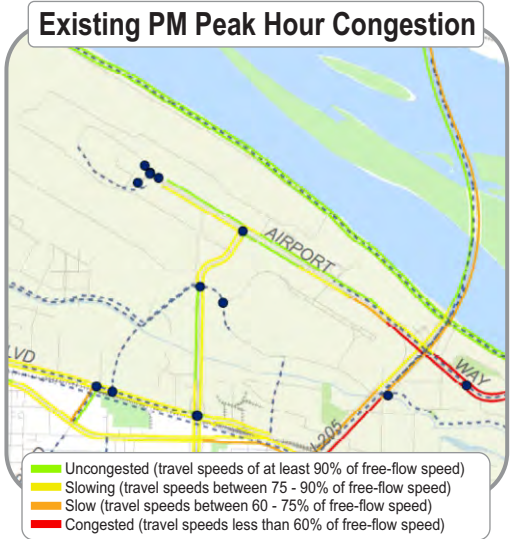 Existing PM Peak Hour Congestion
AIRPORT
WAY
LVD
I-205
Uncongested (travel speeds of at least 90% of free-flow speed)
Slowing (travel speeds between 75 - 90% of free-flow speed)
Slow (travel speeds between 60 - 75% of free-flow speed)
Congested (travel speeds less than 60% of free-flow speed)